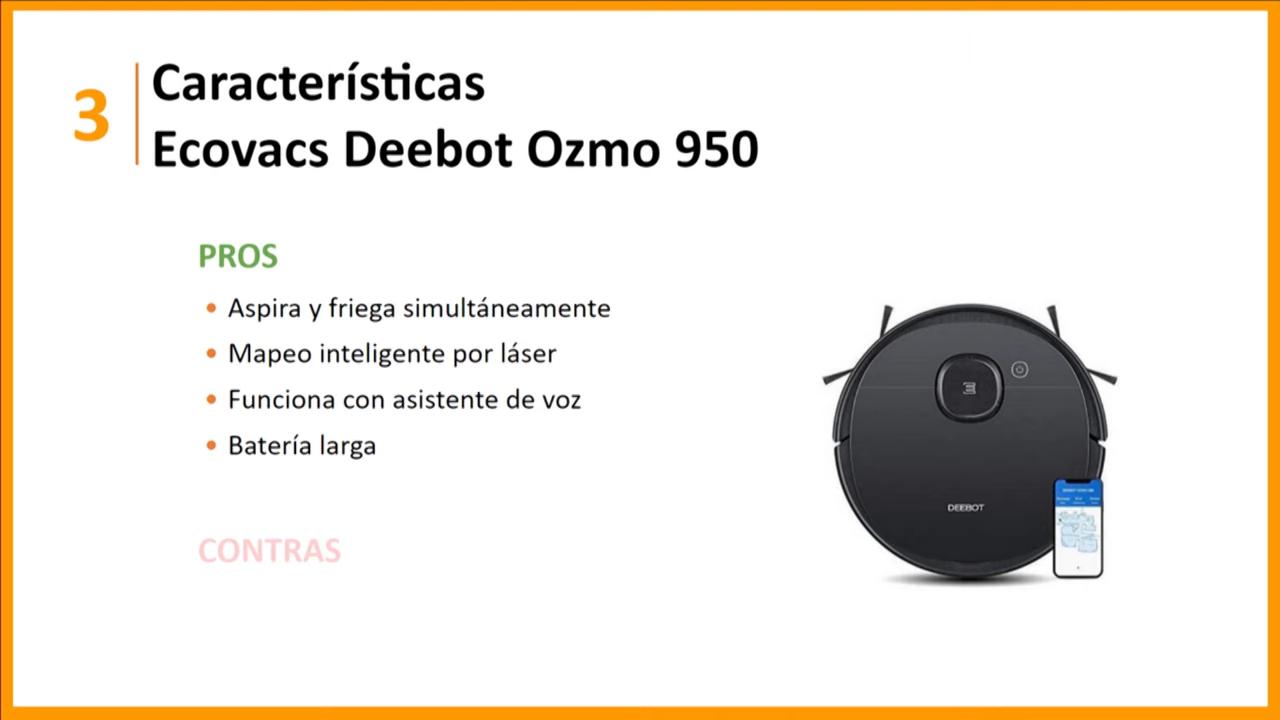 3
Características
Ecovacs Deebot Ozmo 950
PROS
• Aspira y friega simultáneamente
• Mapeo inteligente por láser
• Funciona con asistente de voz
• Batería larga
CONTRAS
DEEBOT